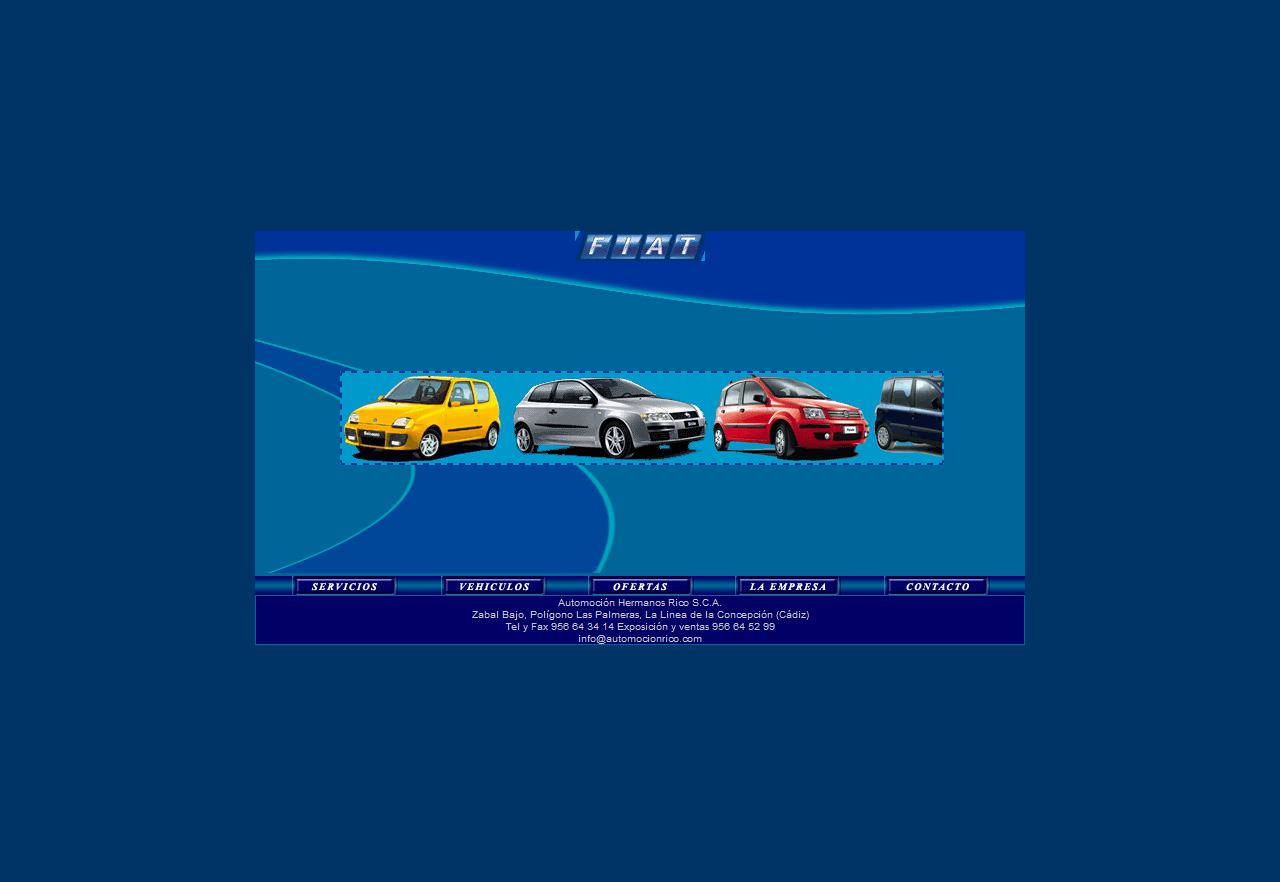 FIAT
SERVICIOS VEHICULOS OFERTAS LA EMPRESA CONTACTO
Automoción Hermanos Rico S.C.A.
Zabal Bajo, Polígono Las Palmeras, La Linea de la Concepción (Cádiz)
Tel y Fax 956 64 34 14 Exposición y ventas 956 64 52 99
info@automocionrico.com